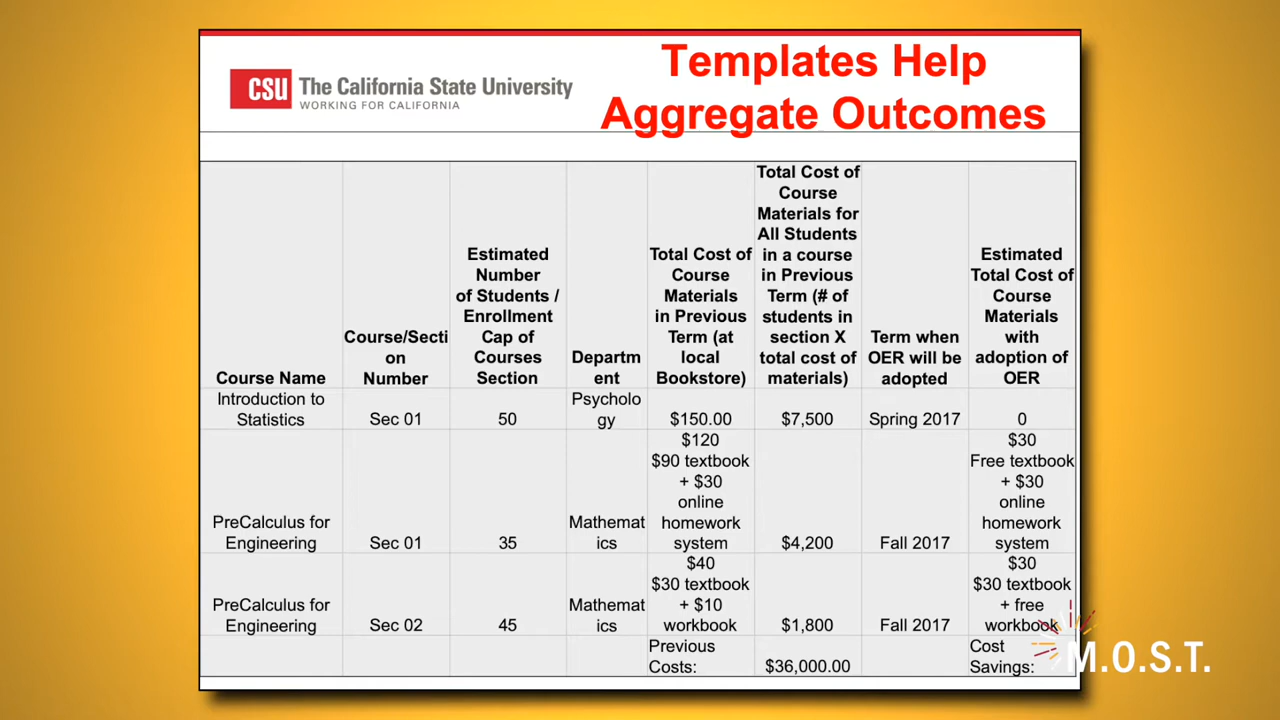 CSU The California State University
WORKING FOR CALIFORNIA
Templates Help
Aggregate Outcomes
Course Name
Course/Secti
on
Number
Estimated
Number
of Students /
Enrollment
Cap of
Courses
Section
Departm
ent
Total Cost of
Course
Materials
in Previous
Term (at
local
Bookstore)
Total Cost of
Course
Materials for
All Students
in a course
in Previous
Term (# of
students in
section X
total cost of
materials)
Term when
OER will be
adopted
Estimated
Total Cost of
Course
Materials
with
adoption of
OER
Introduction to
Statistics
Sec 01
50
Psycholo
gy
$150.00
$7,500
Spring 2017
0
PreCalculus for
Engineering
Sec 01
35
Mathemat
ics
$120
$90 textbook
+ $30
online
homework
system
$4,200
Fall 2017
$30
Free textbook
+ $30
online
homework
system
PreCalculus for
Engineering
Sec 02
45
Mathemat
ics
$40
$30 textbook
+ $10
workbook
$1,800
Fall 2017
$30
$30 textbook
+ free
workbook
Previous
Costs:
$36,000.00
Cost
Savings:
M.O.S.T.